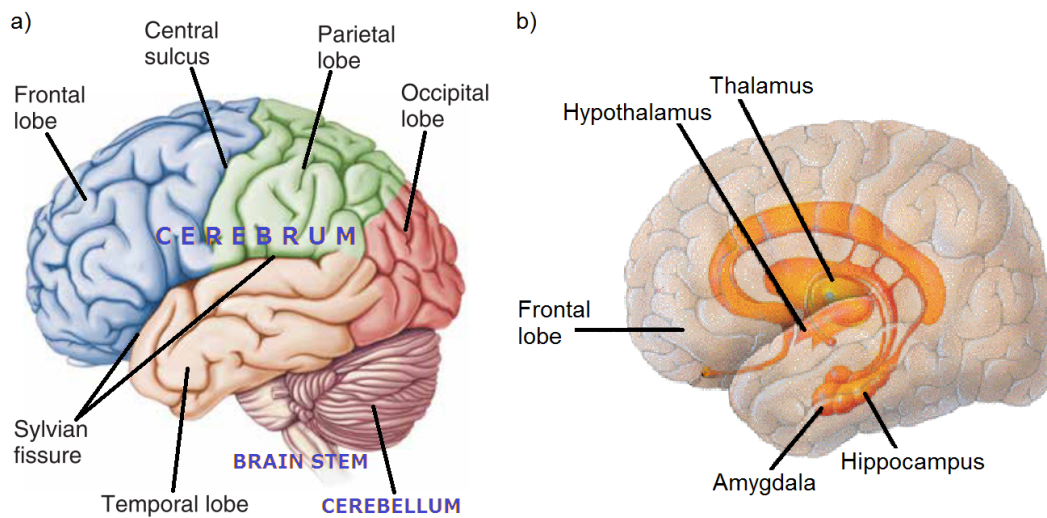 a)
Central
sulcus
Parietal
lobe
Frontal
lobe
Occipital
lobe
CEREBRUM
Sylvian
fissure
BRAIN STEM
Temporal lobe
CEREBELLUM
b)
Thalamus
Hypothalamus
Frontal
lobe
Hippocampus
Amygdala